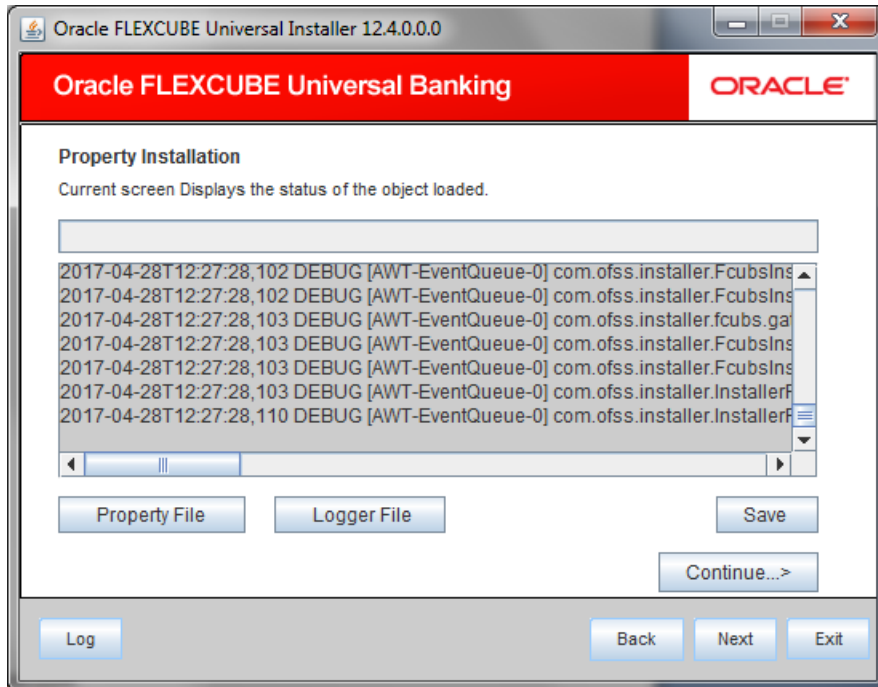 Oracle FLEXCUBE Universal Installer 12.4.0.0.0
Oracle FLEXCUBE Universal Banking
ORACLE
Property Installation
Current screen Displays the status of the object loaded.
2017-04-28T12:27:28,102 DEBUG [AWT-EventQueue-0] com.ofss.installer.FcubsIns
2017-04-28T12:27:28,102 DEBUG [AWT-EventQueue-0] com.ofss.installer.FcubsIns
2017-04-28T12:27:28,103 DEBUG [AWT-EventQueue-0] com.ofss.installer.fcubs.gat
2017-04-28T12:27:28,103 DEBUG [AWT-EventQueue-0] com.ofss.installer.FcubsIns
2017-04-28T12:27:28,103 DEBUG [AWT-EventQueue-0] com.ofss.installer.FcubsIns
2017-04-28T12:27:28,103 DEBUG [AWT-EventQueue-0] com.ofss.installer.InstallerF
2017-04-28T12:27:28,110 DEBUG [AWT-EventQueue-0] com.ofss.installer.InstallerF
Property File Logger File Save
Continue...>
Log Back Next Exit